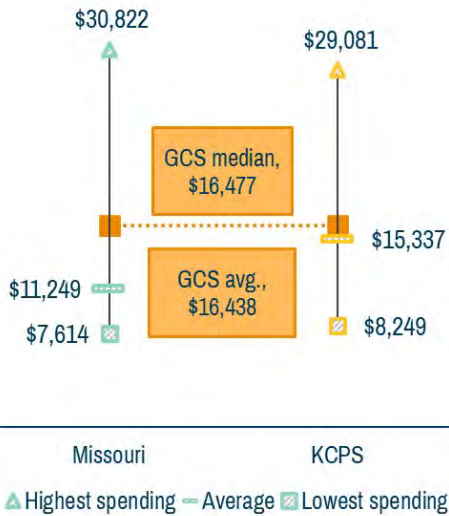 $30,822
$29,081
GCS median,
$16,477
$15,337
GCS avg.,
$16,438
$11,249
$7,614
$8,249
Missouri
KCPS
Highest spending
Average
Lowest spending